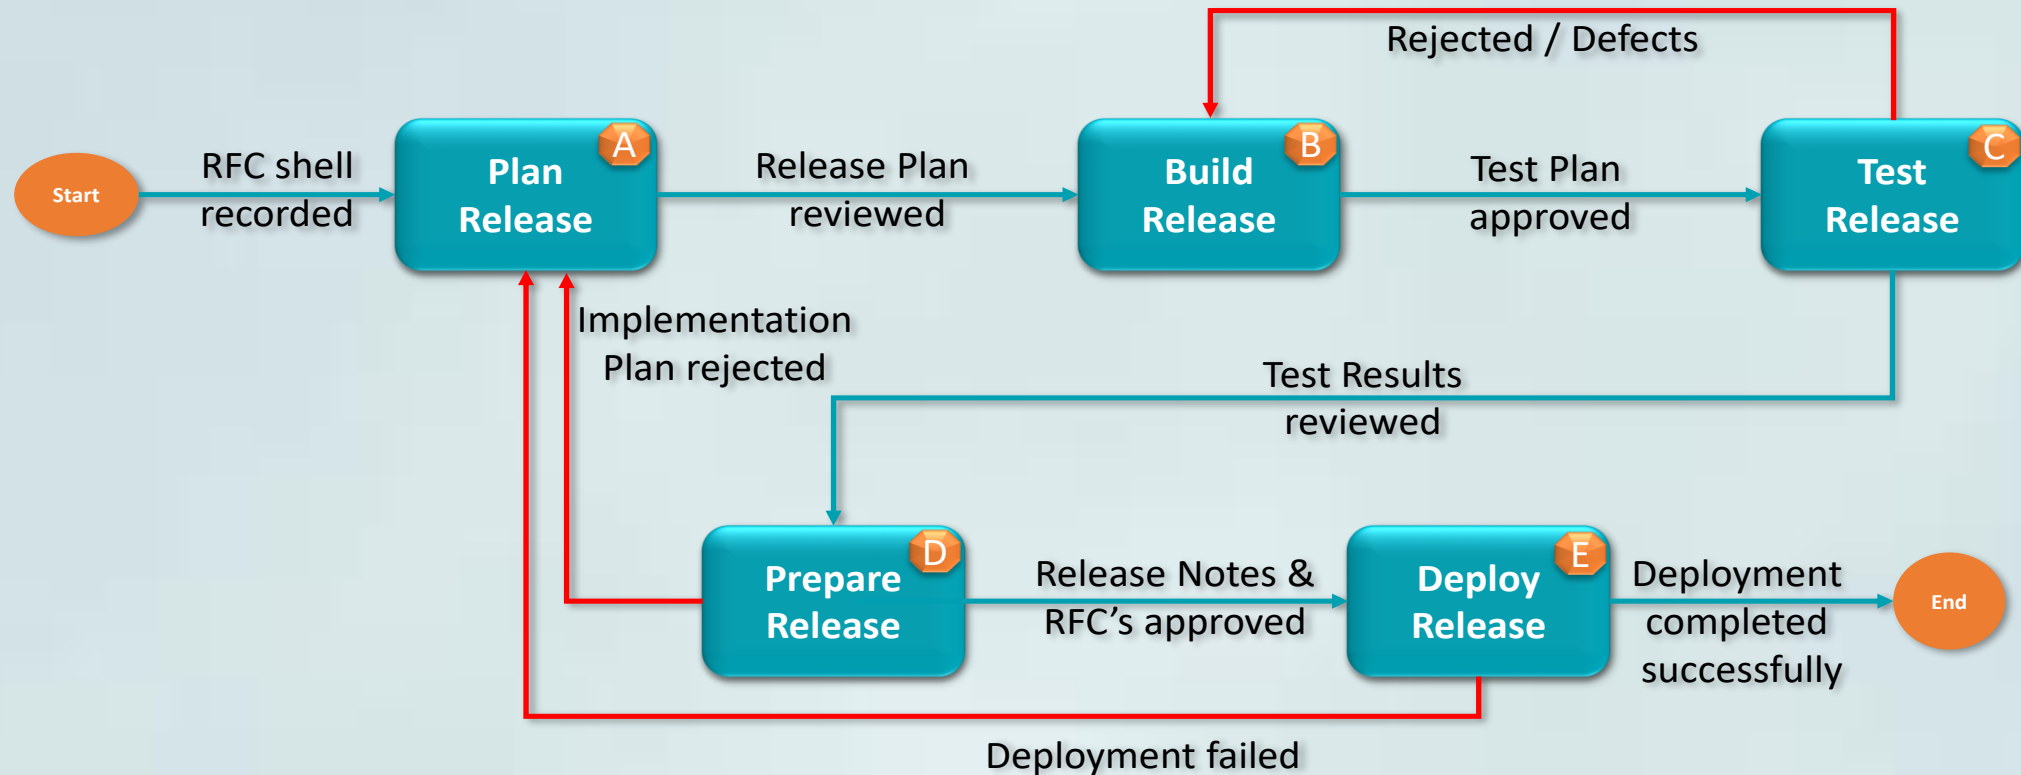 Rejected / Defects
Start
RFC shell
recorded
A
Plan
Release
Release Plan
reviewed
B
Build
Release
Test Plan
approved
C
Test
Release
Implementation
Plan rejected
Test Results
reviewed
D
Prepare
Release
Release Notes &
RFC’s approved
E
Deploy
Release
Deployment
completed
successfully
End
Deployment failed